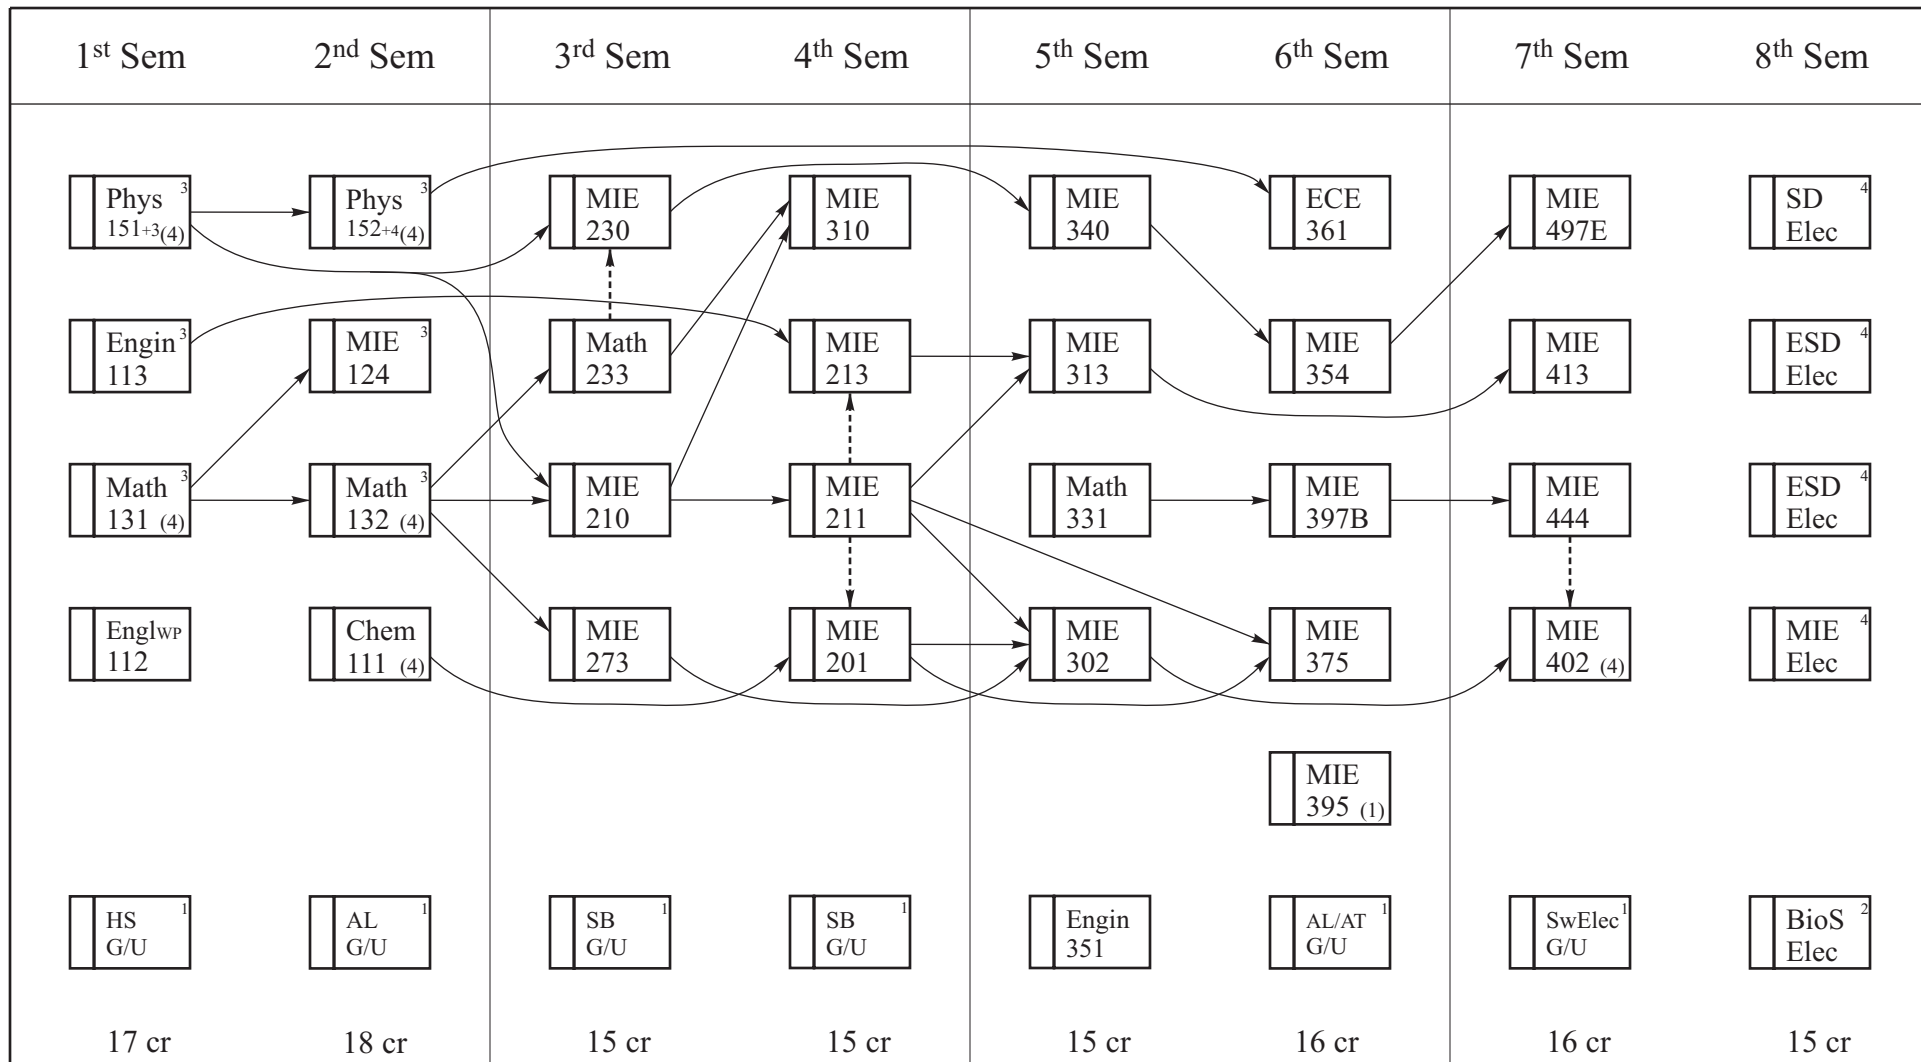 1st Sem 2nd Sem 3rd Sem 4th Sem 5th Sem 6th Sem 7th Sem 8th Sem
Phys 3 Phys 3 MIE MIE MIE ECE MIE SD 4
151+3(4) 152+4(4) 230 310 340 361 497E Elec
Engin 3 MIE 3 Math MIE MIE MIE MIE ESD 4
113 124 233 213 313 354 413 Elec
Math 3 Math 3 MIE MIE Math MIE MIE ESD 4
131 (4) 132 (4) 210 211 331 397B 444 Elec
EnglWP Chem MIE MIE MIE MIE MIE MIE 4
112 111 (4) 273 201 302 375 402 (4) Elec
MIE
395 (1)
HS 1 AL 1 SB 1 SB 1 Engin AL/AT 1 SwElec 1 BioS 2
G/U G/U G/U G/U 351 G/U G/U Elec
17 cr 18 cr 15 cr 15 cr 15 cr 16 cr 16 cr 15 cr